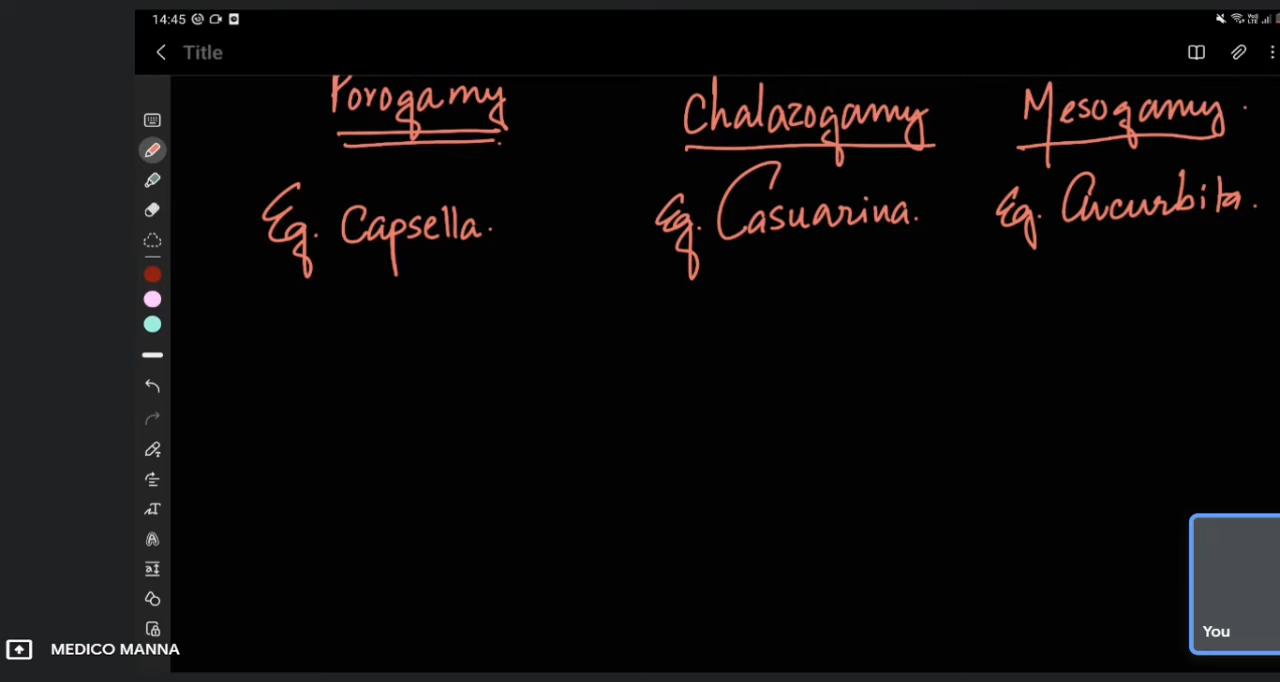 14:45
Title
Porogamy Chalazogamy Mesogamy.
Eg. Capsella. Eg. Casuarina. Eg. Cucurbita.
You
MEDICO MANNA